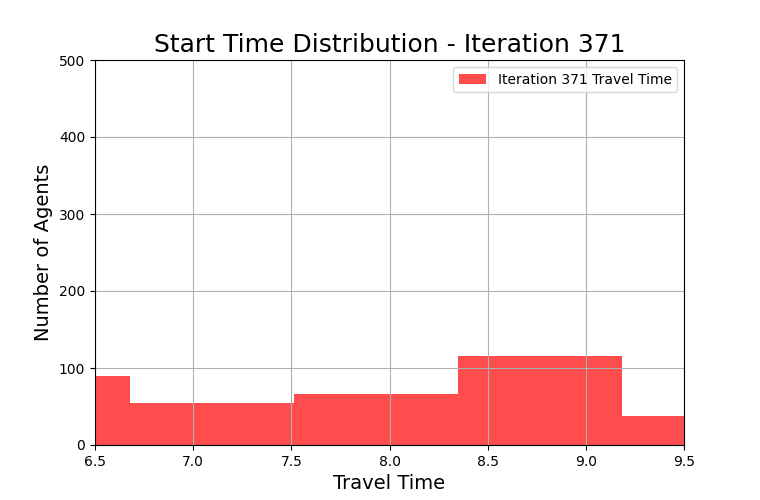 Start Time Distribution - Iteration 371
Iteration 371 Travel Time
Number of Agents
500
400
300
200
100
0
6.5 7.0 7.5 8.0 8.5 9.0 9.5
Travel Time